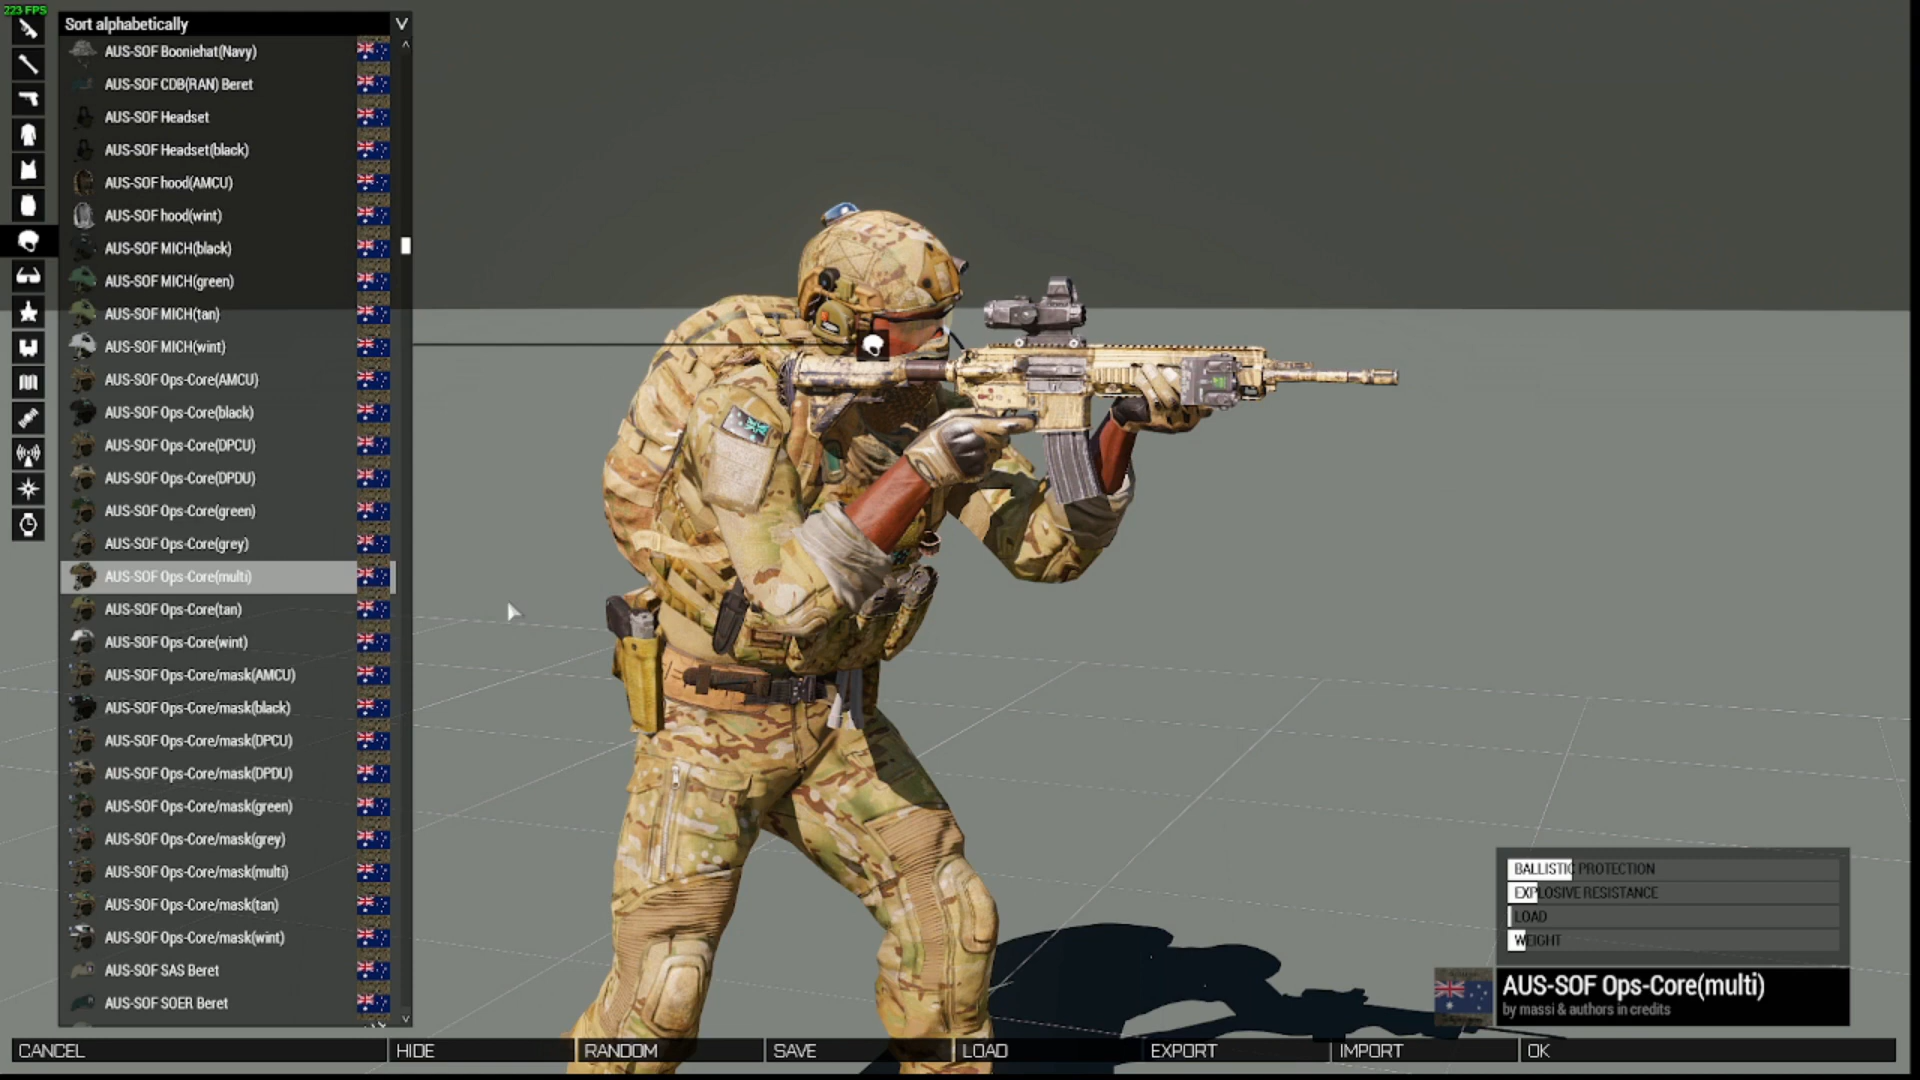 223 FPS
Sort alphabetically
AUS-SOF Booniehat(Navy)
AUS-SOF CDB(RAN) Beret
AUS-SOF Headset
AUS-SOF Headset(black)
AUS-SOF hood(AMCU)
AUS-SOF hood(wint)
AUS-SOF MICH(black)
AUS-SOF MICH(green)
AUS-SOF MICH(tan)
AUS-SOF MICH(wint)
AUS-SOF Ops-Core(AMCU)
AUS-SOF Ops-Core(black)
AUS-SOF Ops-Core(DPCU)
AUS-SOF Ops-Core(DPDU)
AUS-SOF Ops-Core(green)
AUS-SOF Ops-Core(grey)
AUS-SOF Ops-Core(multi)
AUS-SOF Ops-Core(tan)
AUS-SOF Ops-Core(wint)
AUS-SOF Ops-Core/mask(AMCU)
AUS-SOF Ops-Core/mask(black)
AUS-SOF Ops-Core/mask(DPCU)
AUS-SOF Ops-Core/mask(DPDU)
AUS-SOF Ops-Core/mask(green)
AUS-SOF Ops-Core/mask(grey)
AUS-SOF Ops-Core/mask(multi)
AUS-SOF Ops-Core/mask(tan)
AUS-SOF Ops-Core/mask(wint)
AUS-SOF SAS Beret
AUS-SOF SOER Beret
BALLISTIC PROTECTION
EXPLOSIVE RESISTANCE
LOAD
WEIGHT
AUS-SOF Ops-Core(multi)
by massi & authors in credits
CANCEL
HIDE
RANDOM
SAVE
LOAD
EXPORT
IMPORT
OK